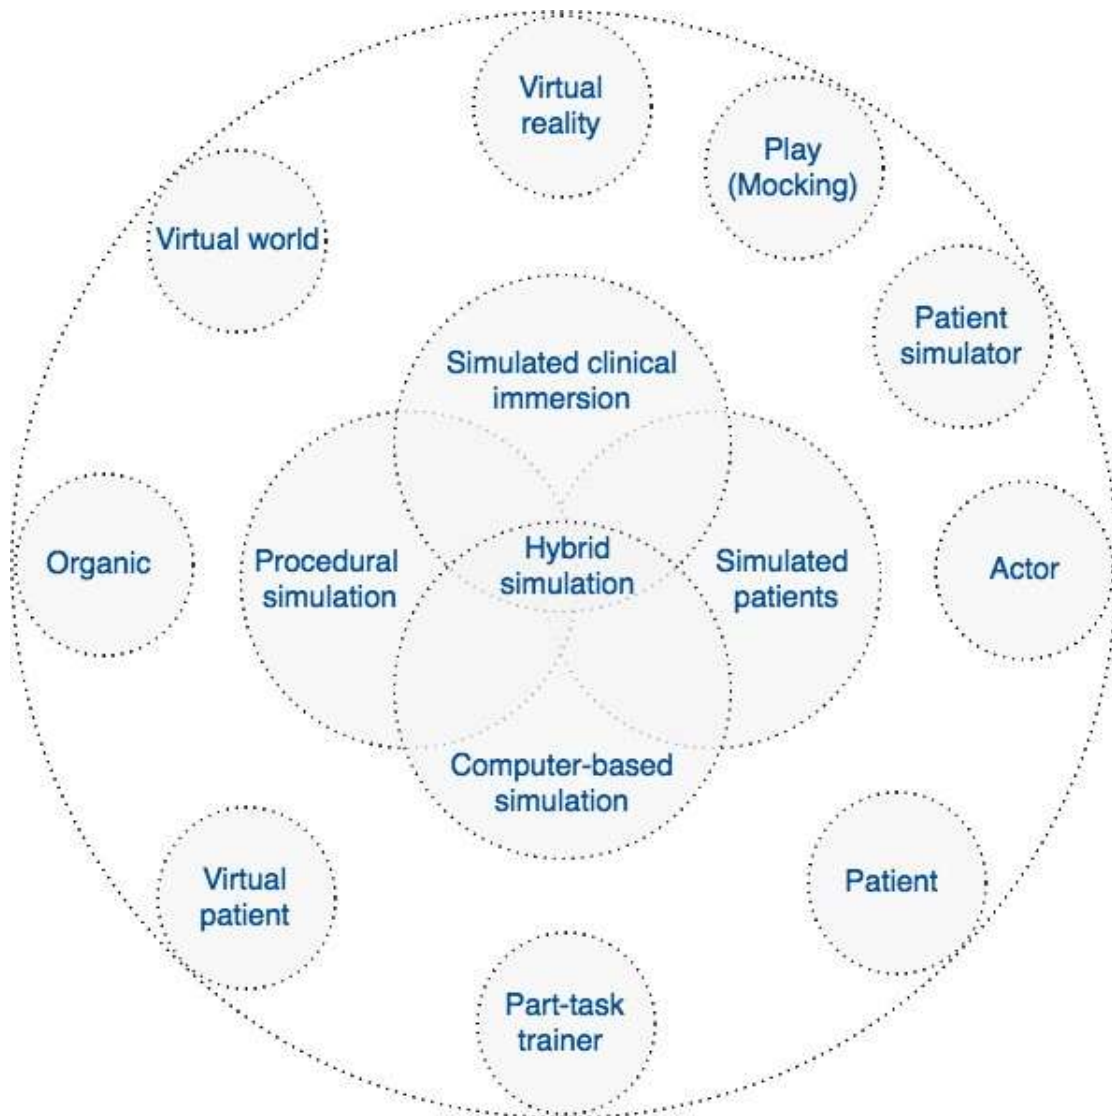 Virtual
reality
Play
(Mocking)
Virtual world
Patient
simulator
Simulated clinical
immersion
Organic
Procedural
simulation
Hybrid
simulation
Simulated
patients
Actor
Computer-based
simulation
Virtual
patient
Patient
Part-task
trainer